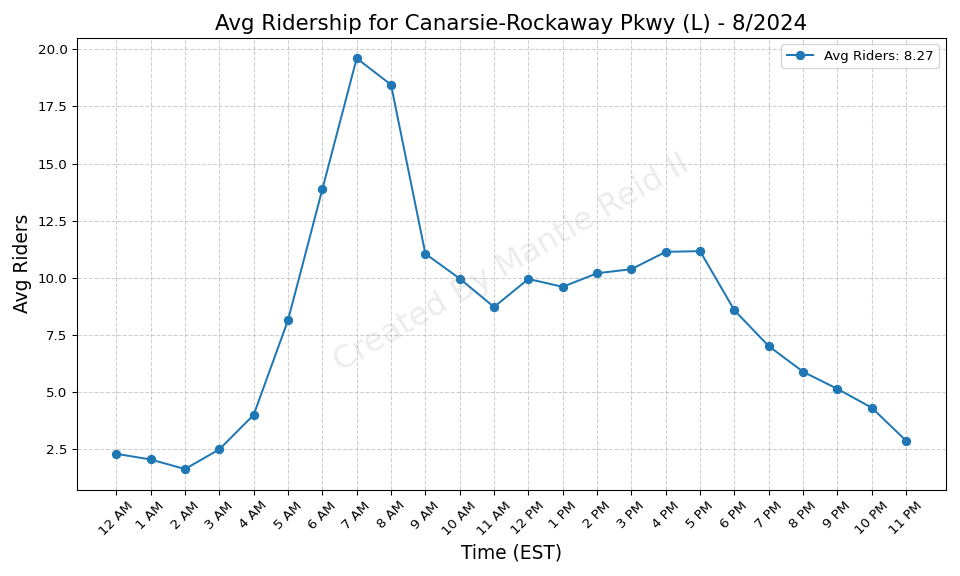 Avg Ridership for Canarsie-Rockaway Pkwy (L) - 8/2024
Avg Riders: 8.27
20.0
17.5
15.0
12.5
10.0
7.5
5.0
2.5
Avg Riders
Created By Mantie Reid II
12 AM
1 AM
2 AM
3 AM
4 AM
5 AM
6 AM
7 AM
8 AM
9 AM
10 AM
11 AM
12 PM
1 PM
2 PM
3 PM
4 PM
5 PM
6 PM
7 PM
8 PM
9 PM
10 PM
11 PM
Time (EST)